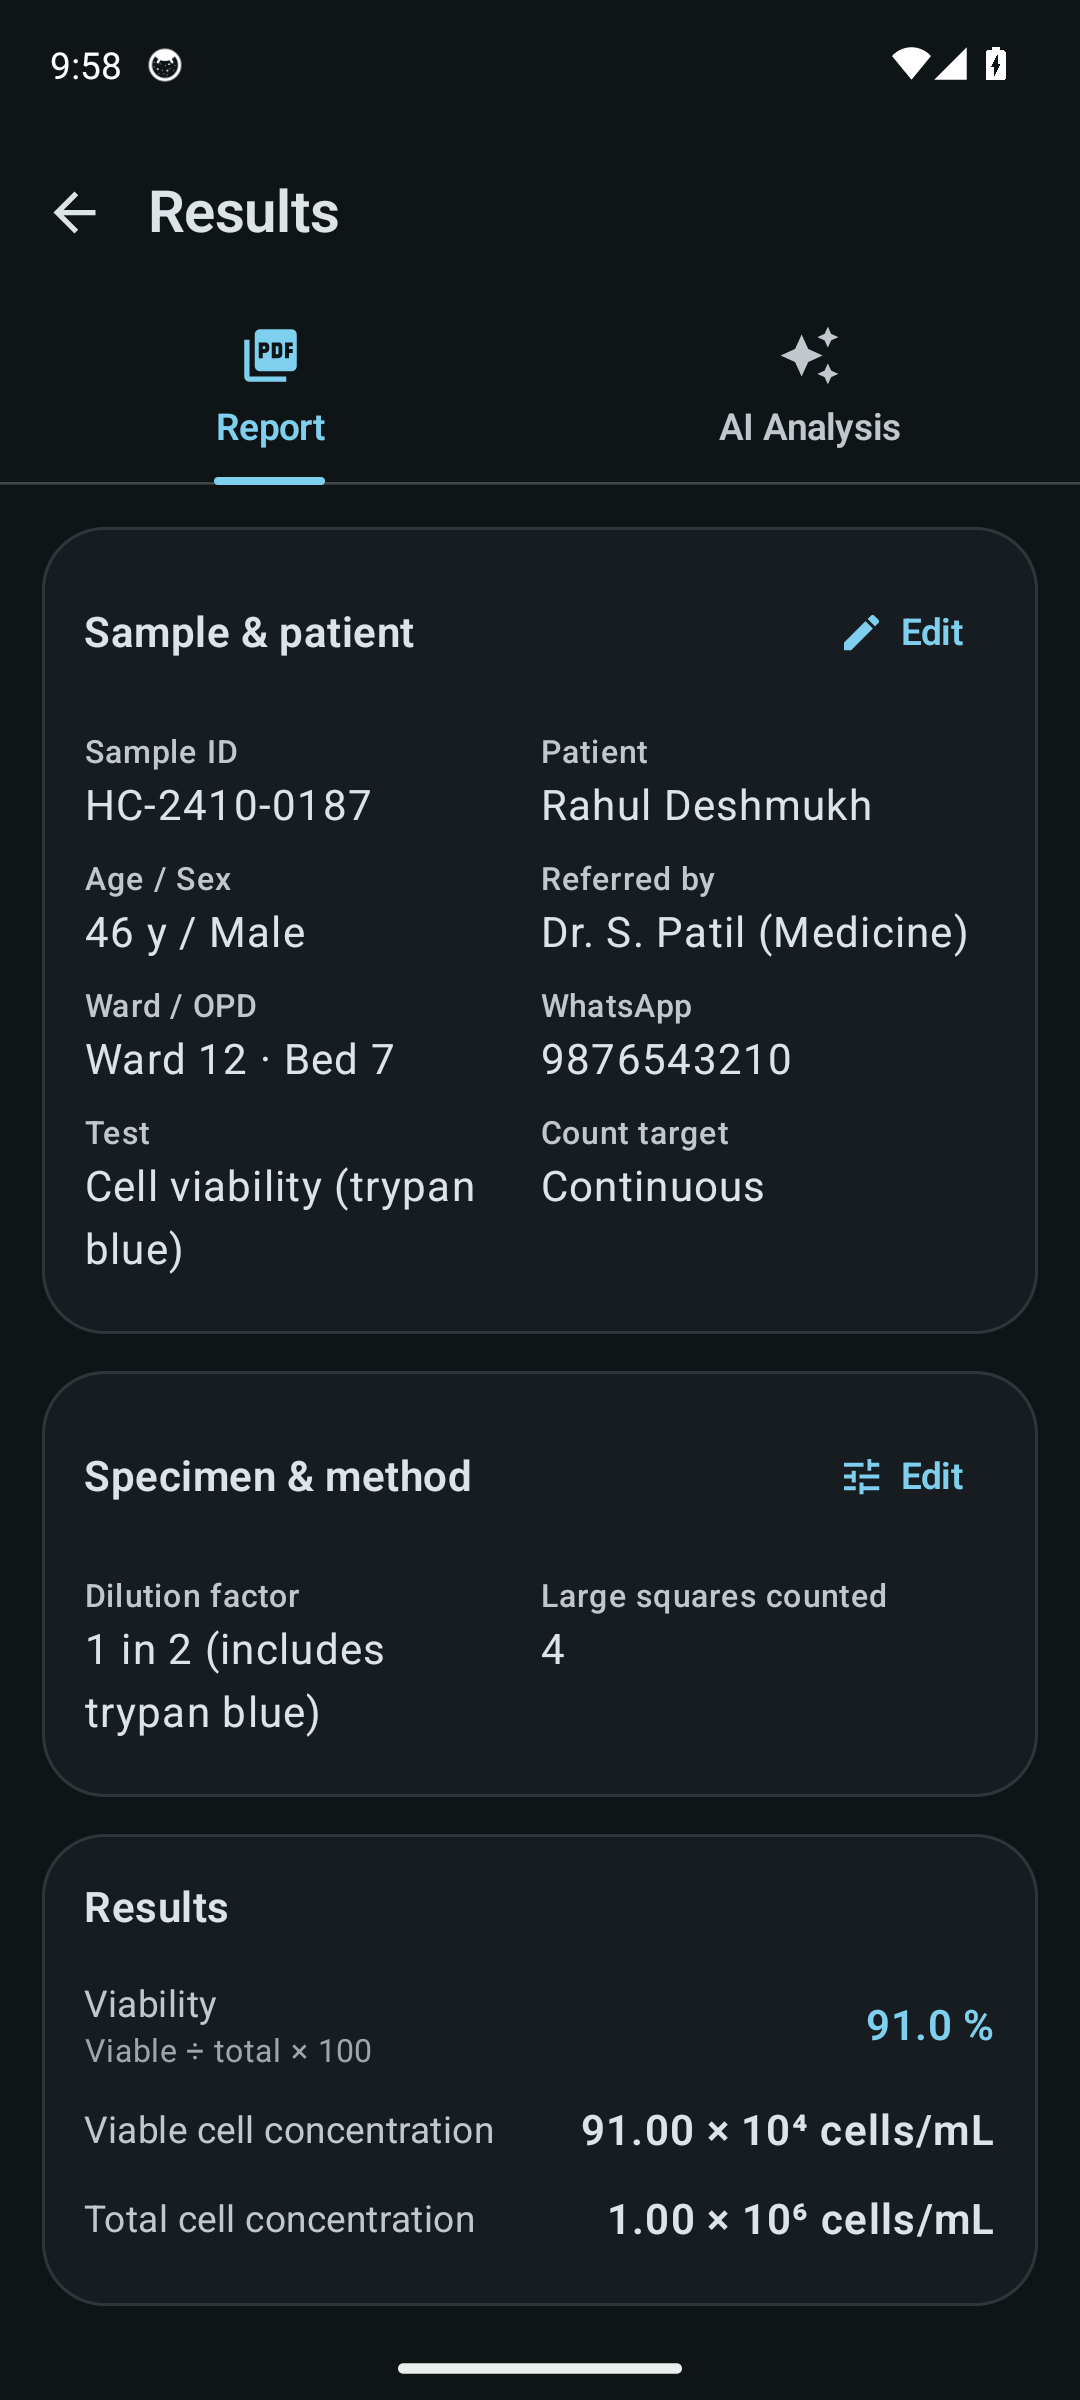 9:58
Results
PDF
Report
AI Analysis
Sample & patient
Edit
Sample ID
Patient
HC-2410-0187
Rahul Deshmukh
Age / Sex
Referred by
46 y / Male
Dr. S. Patil (Medicine)
Ward / OPD
WhatsApp
Ward 12 · Bed 7
9876543210
Test
Count target
Cell viability (trypan
blue)
Continuous
Specimen & method
Edit
Dilution factor
Large squares counted
1 in 2 (includes
trypan blue)
4
Results
Viability
Viable ÷ total × 100
91.0 %
Viable cell concentration
91.00 × 10⁴ cells/mL
Total cell concentration
1.00 × 10⁶ cells/mL